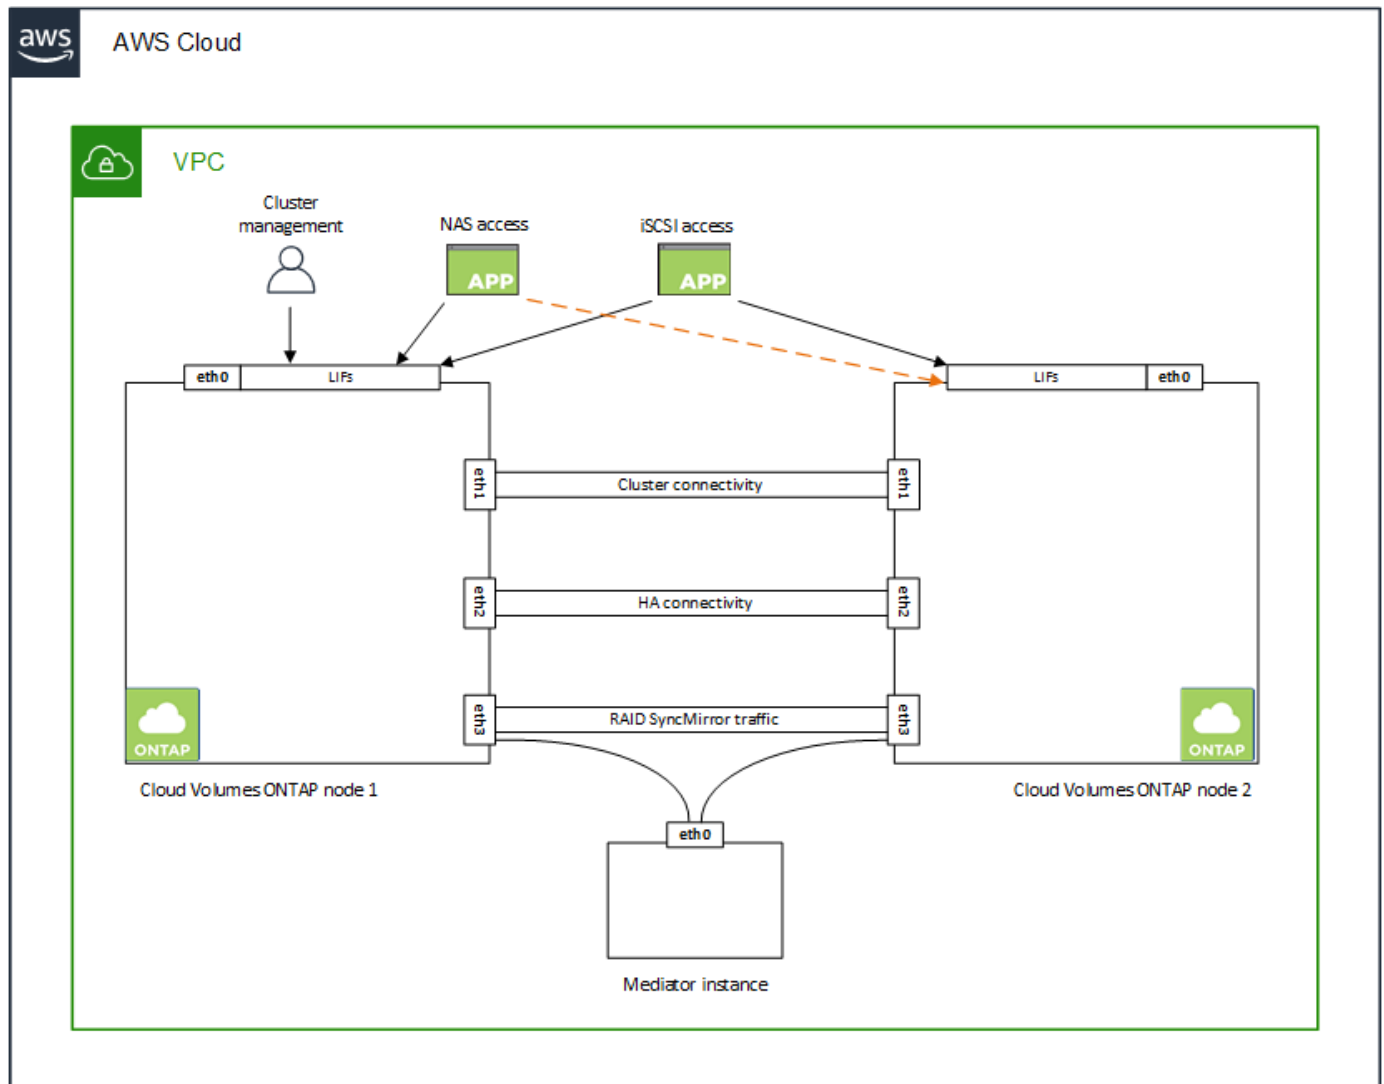 aws
AWS Cloud
VPC
Cluster
management
NAS access
iSCSI access
APP
APP
eth0
LIFs
LIFs
eth0
eth1
Cluster connectivity
eth1
eth2
HA connectivity
eth2
eth3
RAID SyncMirror traffic
eth3
ONTAP
ONTAP
Cloud Volumes ONTAP node 1
Cloud Volumes ONTAP node 2
eth0
Mediator instance